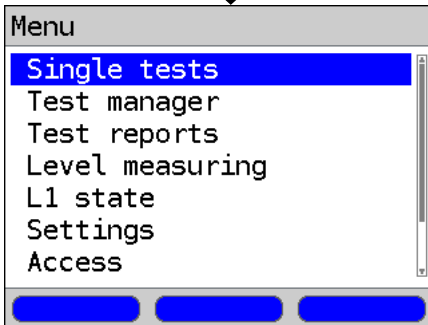 Menu
Single tests
Test manager
Test reports
Level measuring
L1 state
Settings
Access